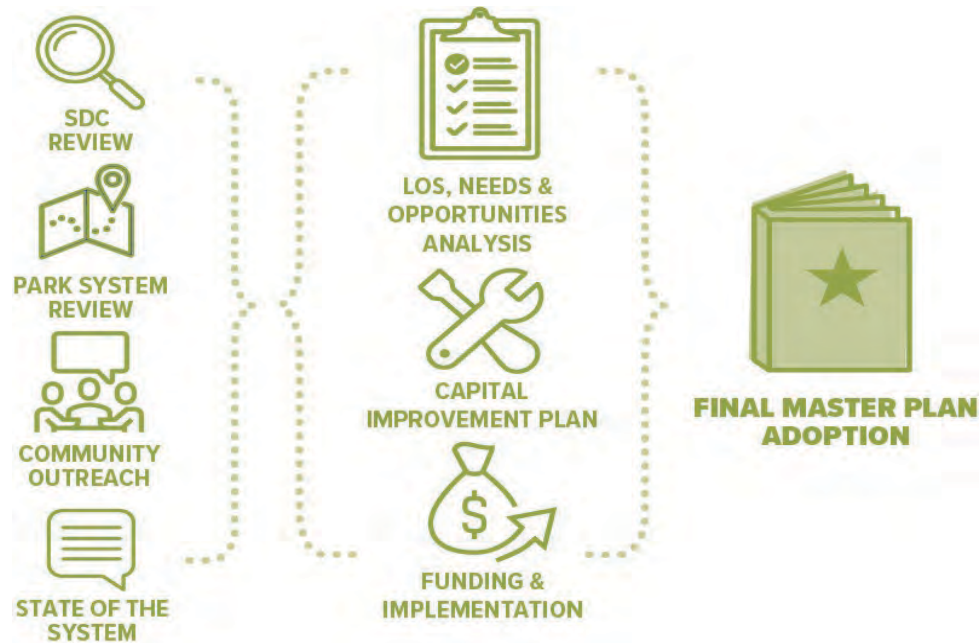 SDC
REVIEW
PARK SYSTEM
REVIEW
COMMUNITY
OUTREACH
STATE OF THE
SYSTEM
LOS, NEEDS &
OPPORTUNITIES
ANALYSIS
CAPITAL
IMPROVEMENT PLAN
$
FUNDING &
IMPLEMENTATION
FINAL MASTER PLAN
ADOPTION